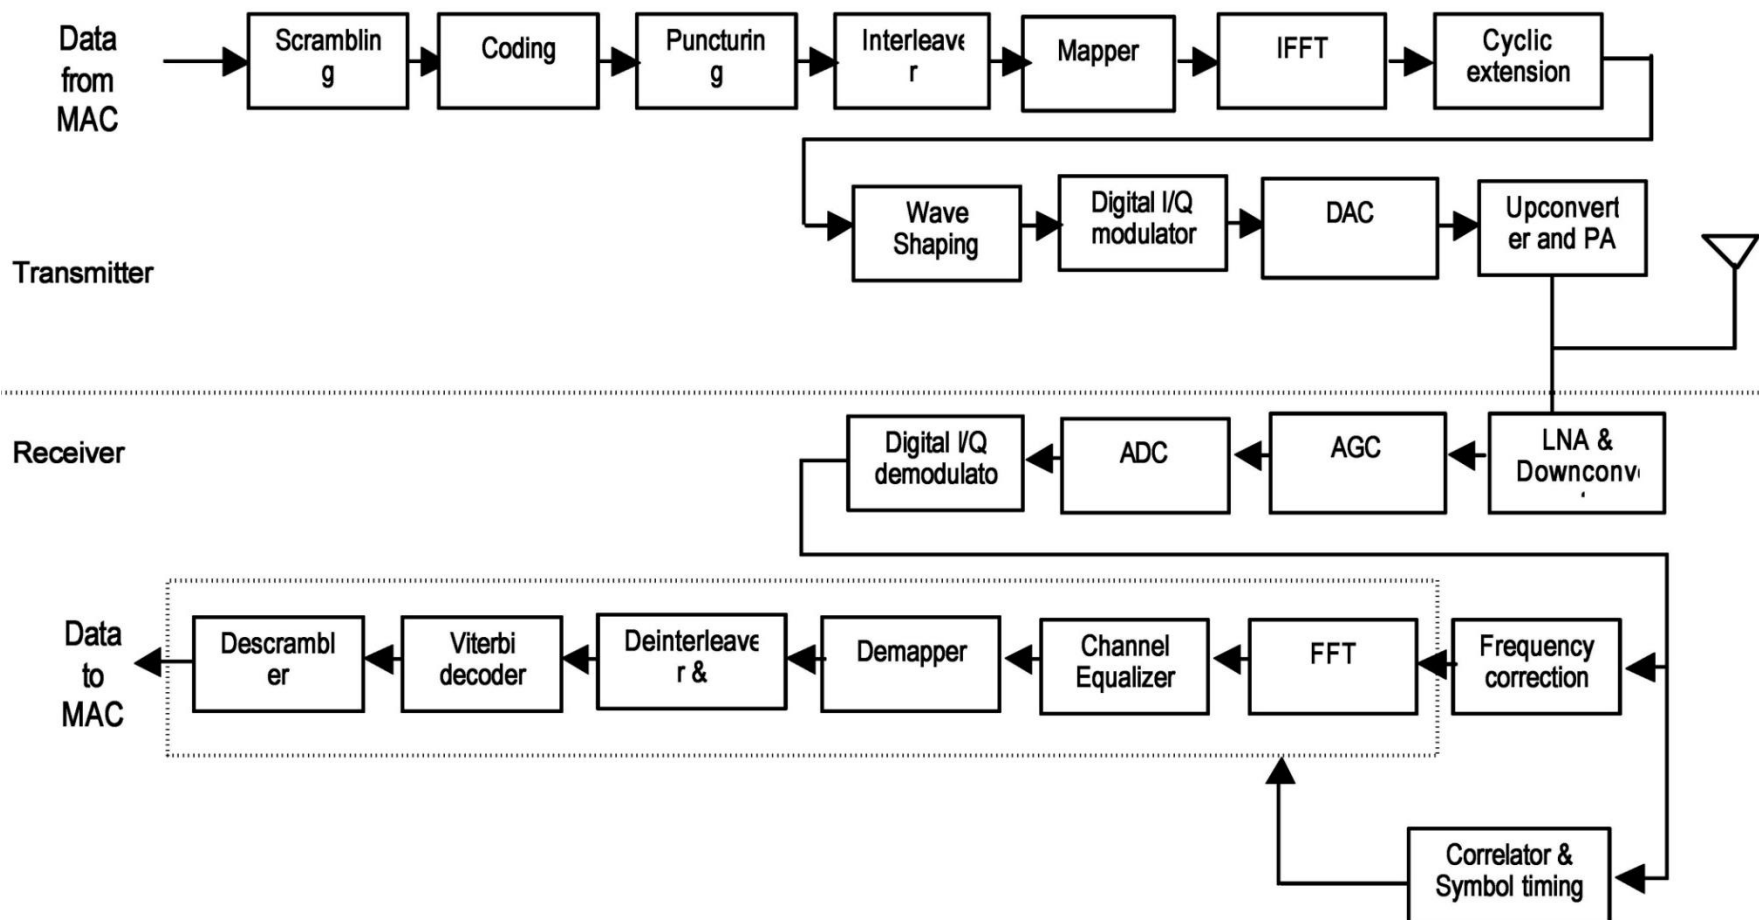 Data
from
MAC
Scramblin
g
Coding
Puncturin
g
Interleave
r
Mapper
IFFT
Cyclic
extension
Wave
Shaping
Digital I/Q
modulator
DAC
Upconvert
er and PA
Transmitter
Receiver
Digital I/Q
demodulato
ADC
AGC
LNA &
Downconv
Data
to
MAC
Descrambl
er
Viterbi
decoder
Deinterleave
r &
Demapper
Channel
Equalizer
FFT
Frequency
correction
Correlator &
Symbol timing